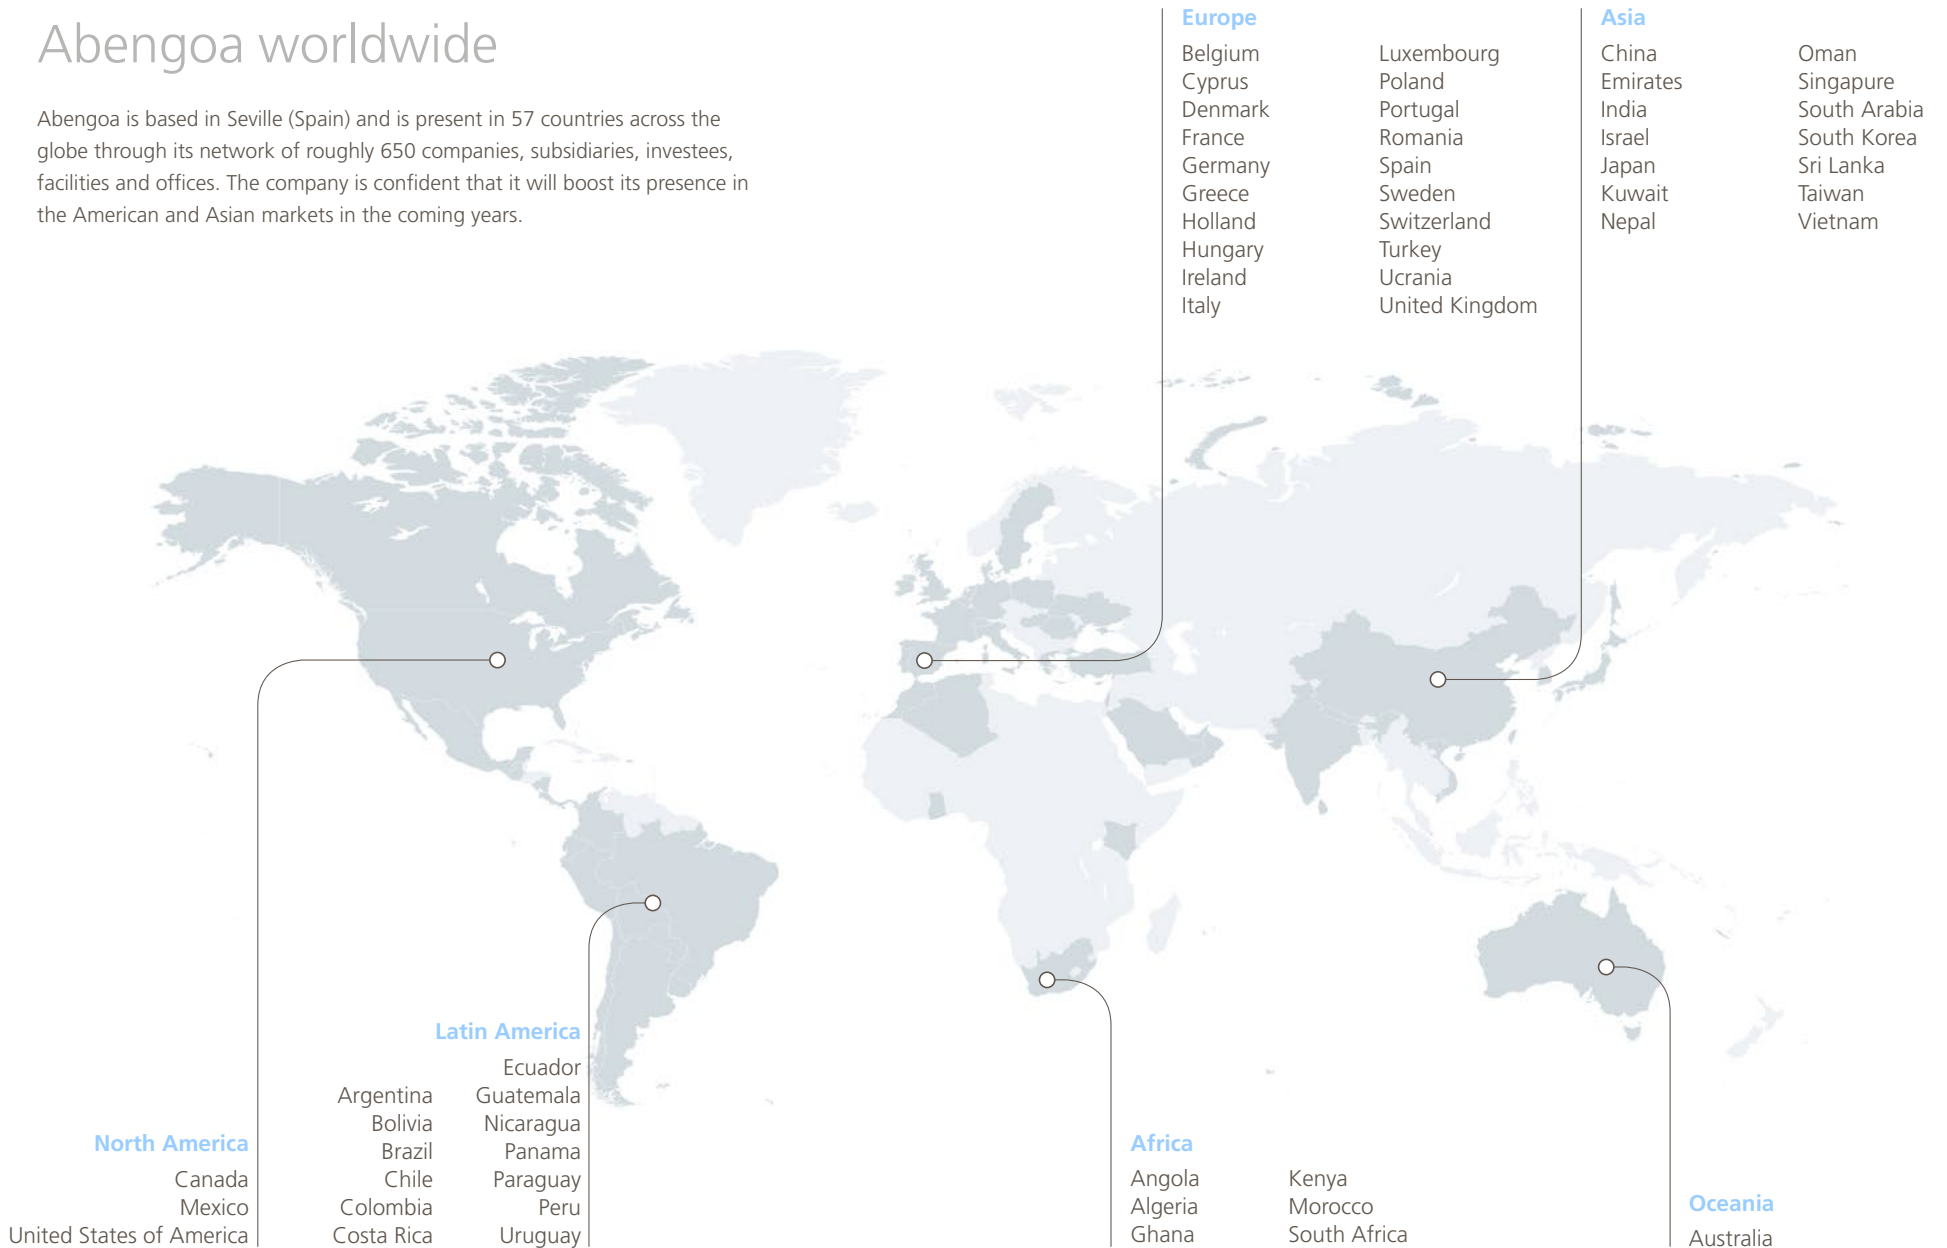 Abengoa worldwide
Abengoa is based in Seville (Spain) and is present in 57 countries across the
globe through its network of roughly 650 companies, subsidiaries, investees,
facilities and offices. The company is confident that it will boost its presence in
the American and Asian markets in the coming years.
Europe
Belgium
Cyprus
Denmark
France
Germany
Greece
Holland
Hungary
Ireland
Italy
Luxembourg
Poland
Portugal
Romania
Spain
Sweden
Switzerland
Turkey
Ucrania
United Kingdom
Asia
China
Emirates
India
Israel
Japan
Kuwait
Nepal
Oman
Singapure
South Arabia
South Korea
Sri Lanka
Taiwan
Vietnam
North America
Canada
Mexico
United States of America
Latin America
Argentina
Bolivia
Brazil
Chile
Colombia
Costa Rica
Ecuador
Guatemala
Nicaragua
Panama
Paraguay
Peru
Uruguay
Africa
Angola
Algeria
Ghana
Kenya
Morocco
South Africa
Oceania
Australia